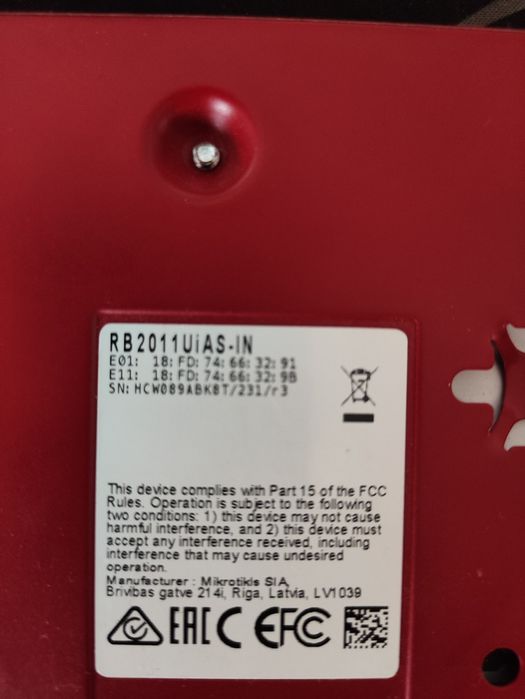 RB2011UiAS-IN
E01: 18:FD:74:66:32:91
E11: 18:FD:74:66:32:9B
SN: HCW089ABK8T/231/r3
This device complies with Part 15 of the FCC
Rules. Operation is subject to the following
two conditions: 1) this device may not cause
harmful interference, and 2) this device must
accept any interference received, including
interference that may cause undesired
operation.
Manufacturer : Mikrotikls SIA,
Brivibas gatve 214i, Riga, Latvia, LV1039
EAC CE FC